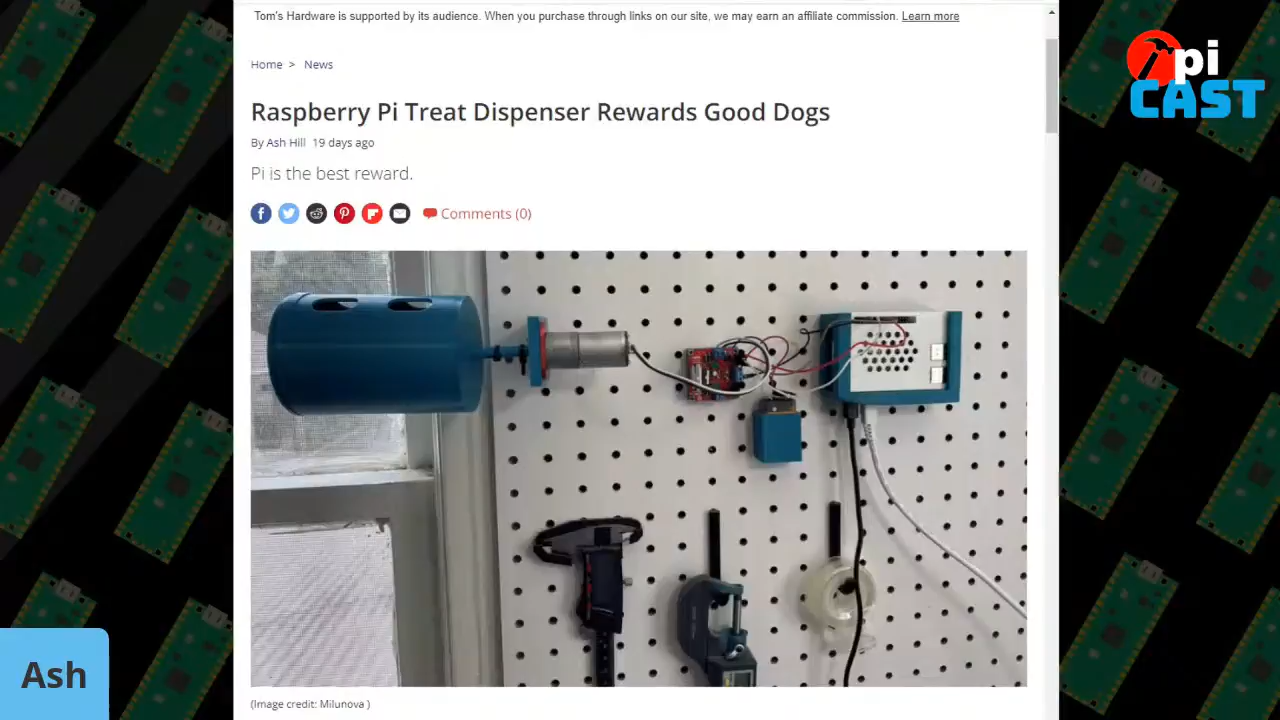 Tom's Hardware is supported by its audience. When you purchase through links on our site, we may earn an affiliate commission. Learn more
pi
CAST
Home > News
Raspberry Pi Treat Dispenser Rewards Good Dogs
By Ash Hill 19 days ago
Pi is the best reward.
Comments (0)
Ash
(Image credit: Milunova )